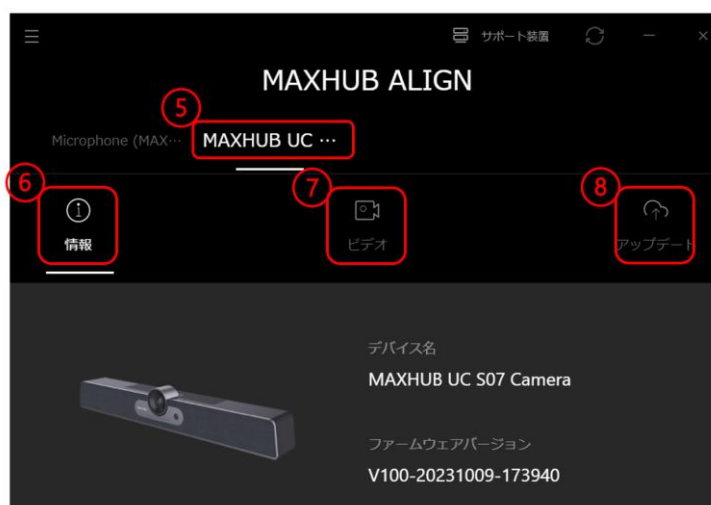 サポート装置
MAXHUB ALIGN
⑤
Microphone (MAX… MAXHUB UC …
⑥ ⑦ ⑧
情報 ビデオ アップデート
デバイス名
MAXHUB UC S07 Camera
ファームウェアバージョン
V100-20231009-173940